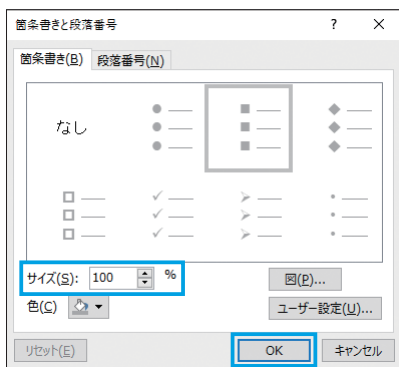 箇条書きと段落番号 ? ×
箇条書き(B) 段落番号(N)
なし
サイズ(S): 100 %
図(P)...
色(C)
ユーザー設定(U)...
リセット(E) OK キャンセル